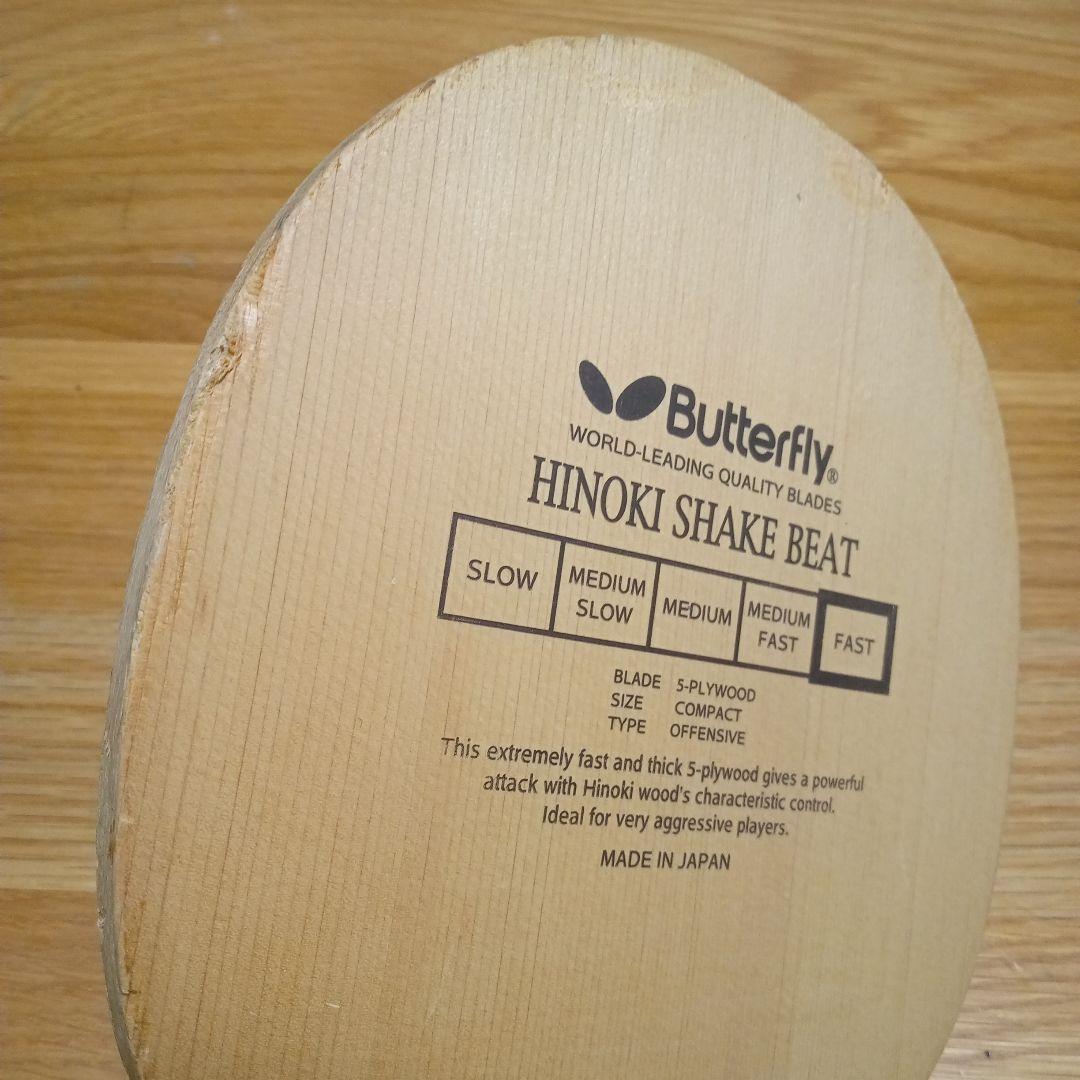 Butterfly®
WORLD-LEADING QUALITY BLADES
HINOKI SHAKE BEAT
SLOW
MEDIUM
SLOW
MEDIUM
MEDIUM
FAST
FAST
BLADE 5-PLYWOOD
SIZE COMPACT
TYPE OFFENSIVE
This extremely fast and thick 5-plywood gives a powerful
attack with Hinoki wood's characteristic control.
Ideal for very aggressive players.
MADE IN JAPAN